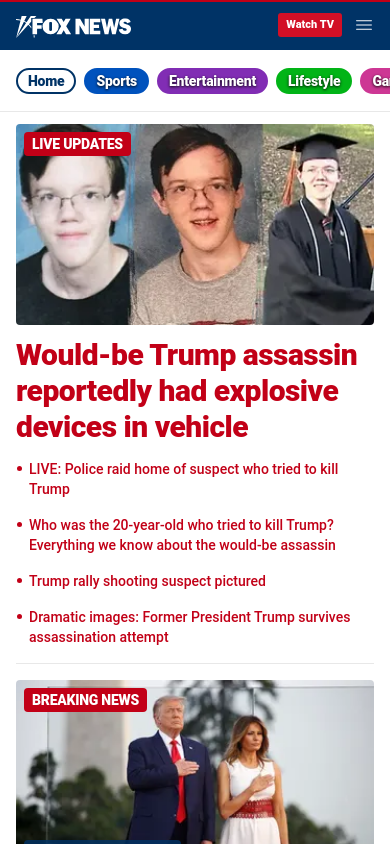 FOX NEWS
Watch TV
Home
Sports
Entertainment
Lifestyle
Ga
LIVE UPDATES
Would-be Trump assassin
reportedly had explosive
devices in vehicle
• LIVE: Police raid home of suspect who tried to kill
Trump
• Who was the 20-year-old who tried to kill Trump?
Everything we know about the would-be assassin
• Trump rally shooting suspect pictured
• Dramatic images: Former President Trump survives
assassination attempt
BREAKING NEWS